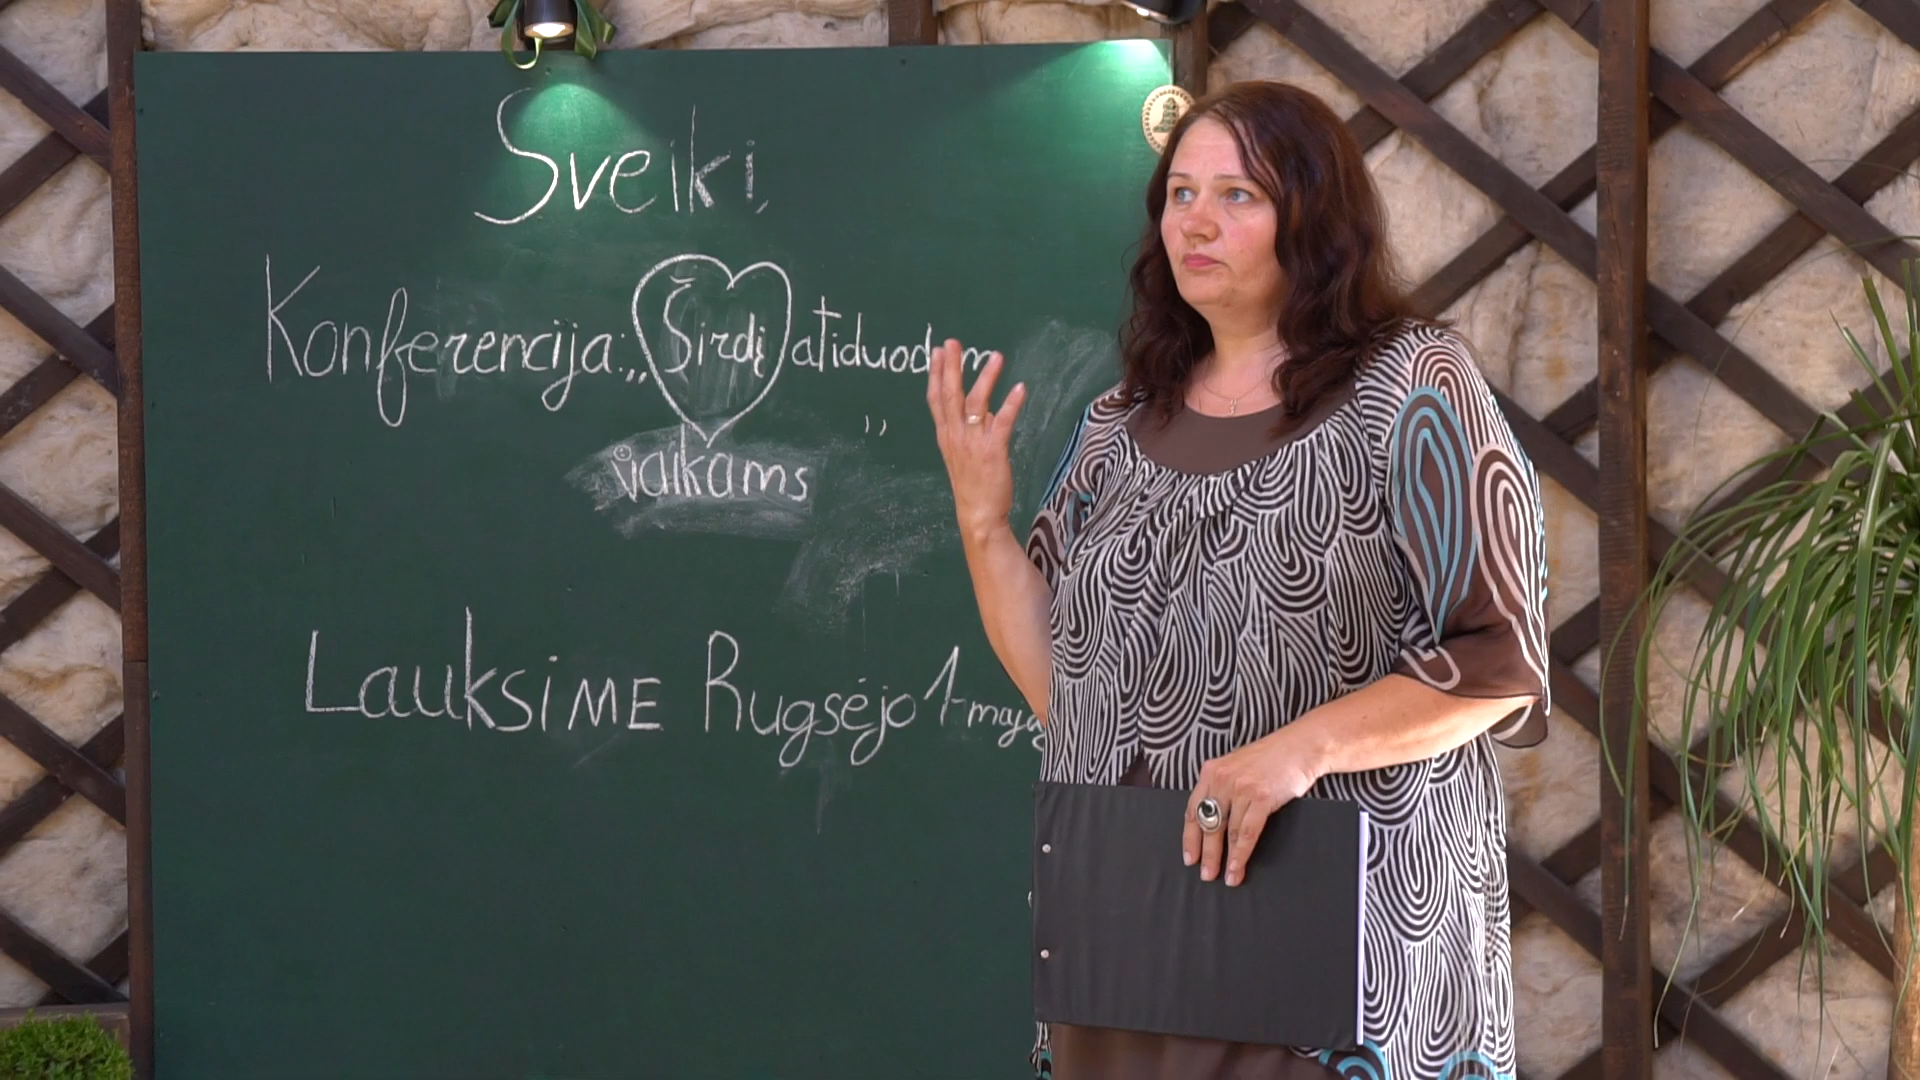 Sveiki,
Konferencija: „Širdį atiduodam
vaikams"
Lauksime Rugsėjo 1-mają